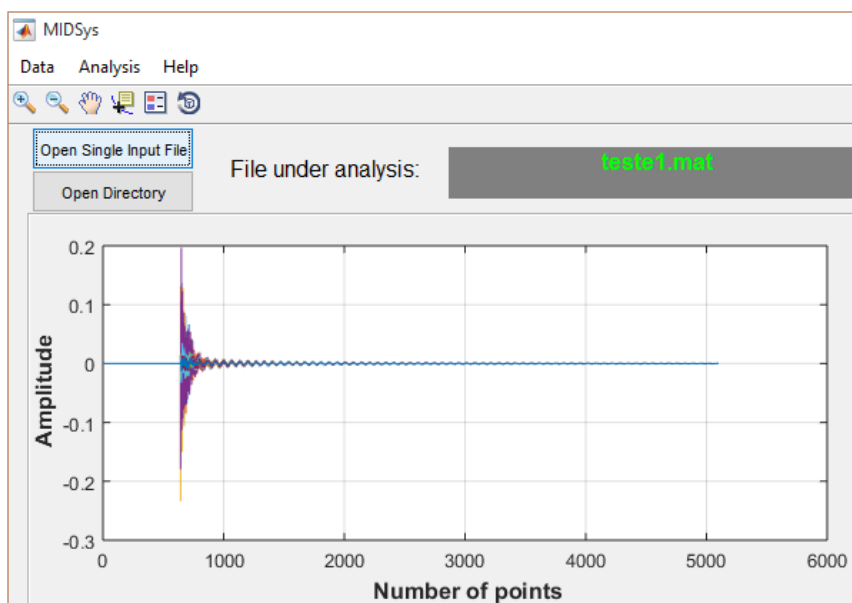 MIDSys
Data Analysis Help
Open Single Input File
Open Directory
File under analysis:
teste1.mat
0.2
0.1
0
-0.1
-0.2
-0.3
Amplitude
0 1000 2000 3000 4000 5000 6000
Number of points